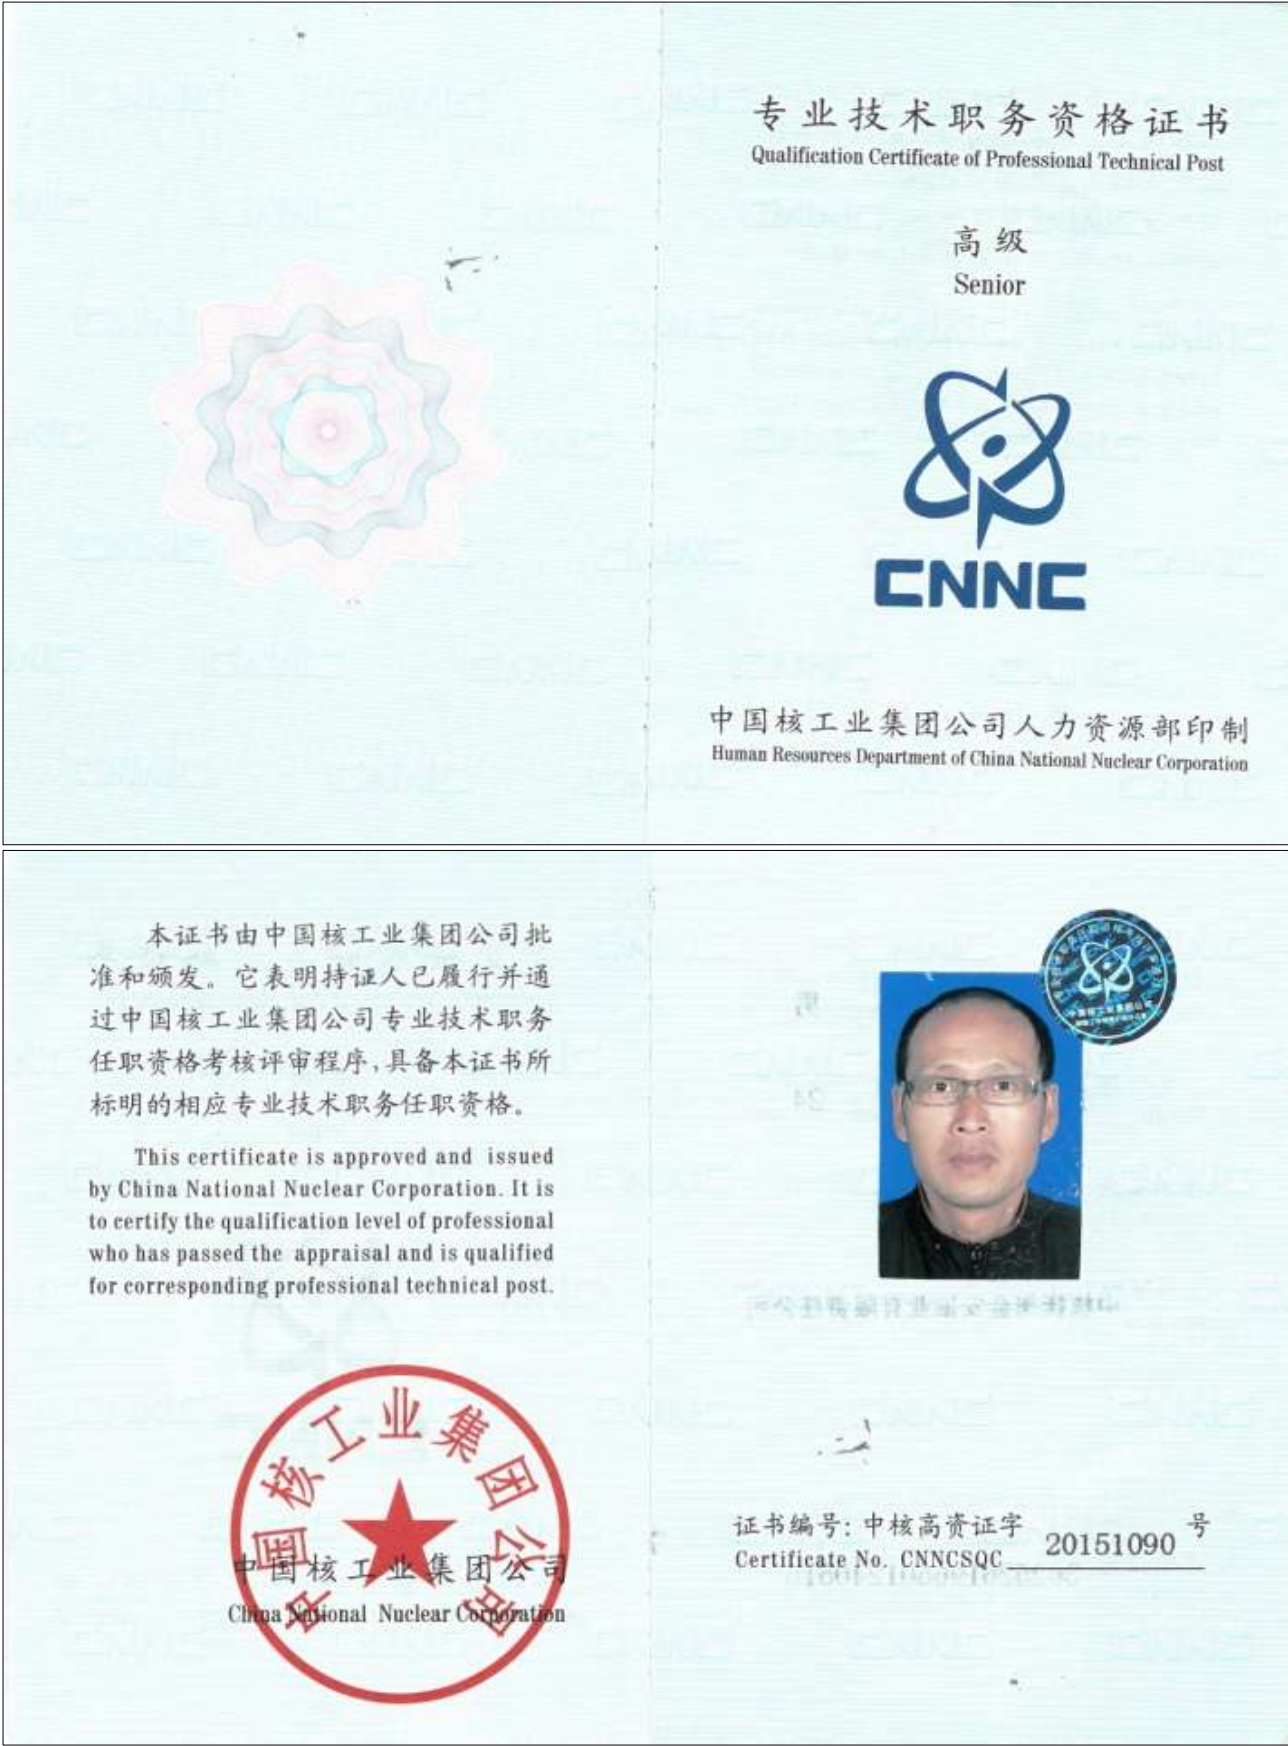 专业技术职务资格证书
Qualification Certificate of Professional Technical Post
高级
Senior
CNNC
中国核工业集团公司人力资源部印制
Human Resources Department of China National Nuclear Corporation
本证书由中国核工业集团公司批
准和颁发。它表明持证人已履行并通
过中国核工业集团公司专业技术职务
任职资格考核评审程序,具备本证书所
标明的相应专业技术职务任职资格。
This certificate is approved and issued
by China National Nuclear Corporation. It is
to certify the qualification level of professional
who has passed the appraisal and is qualified
for corresponding professional technical post.
中国核工业集团公司
中国核工业集团公司
China National Nuclear Corporation
证书编号:中核高资证字 20151090 号
Certificate No. CNNCSQC